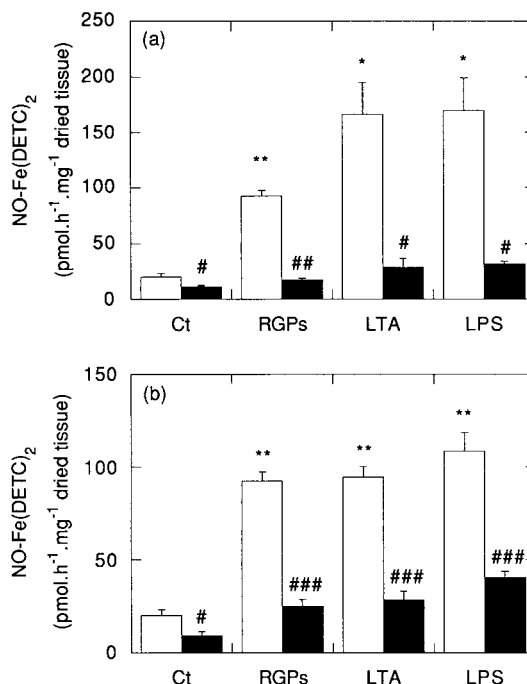 (a)
NO-Fe(DETC)2
(pmol.h-1.mg-1 dried tissue)
250
200
150
100
50
0
* *
**
# ## # #
Ct RGPs LTA LPS
(b)
NO-Fe(DETC)2
(pmol.h-1.mg-1 dried tissue)
150
100
50
0
** ** **
# ### ### ###
Ct RGPs LTA LPS